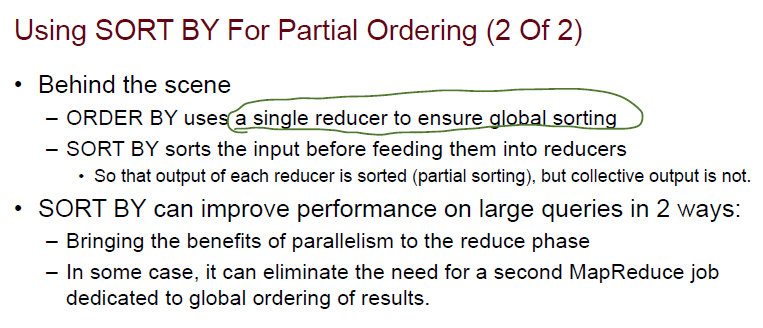 Using SORT BY For Partial Ordering (2 Of 2)
• Behind the scene
– ORDER BY uses a single reducer to ensure global sorting
– SORT BY sorts the input before feeding them into reducers
• So that output of each reducer is sorted (partial sorting), but collective output is not.
• SORT BY can improve performance on large queries in 2 ways:
– Bringing the benefits of parallelism to the reduce phase
– In some case, it can eliminate the need for a second MapReduce job
dedicated to global ordering of results.